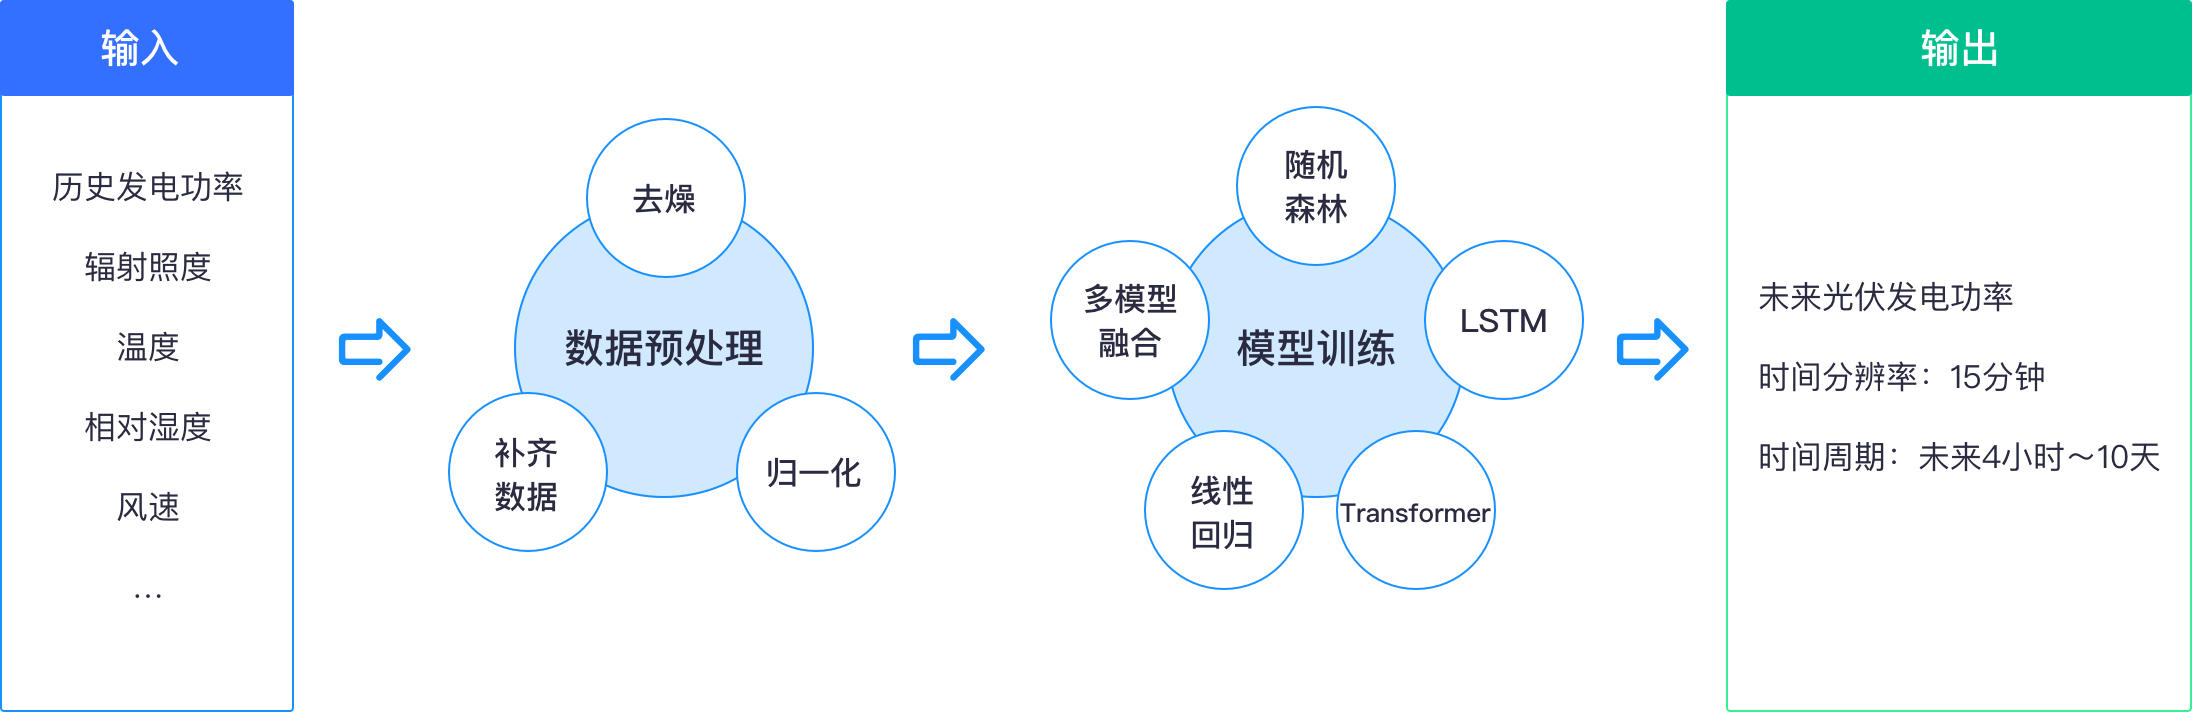 输入
历史发电功率
辐射照度
温度
相对湿度
风速
...
去燥
数据预处理
补齐
数据
归一化
随机
森林
多模型
融合
模型训练
LSTM
线性
回归
Transformer
输出
未来光伏发电功率
时间分辨率：15分钟
时间周期：未来4小时～10天